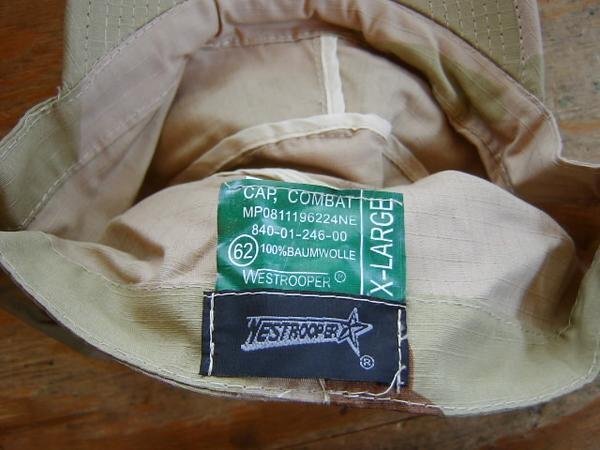 CAP, COMBAT
MP0811196224NE
840-01-246-00
62 100%BAUMWOLLE
WESTROOPER®
X-LARGE
WESTROOPER
®